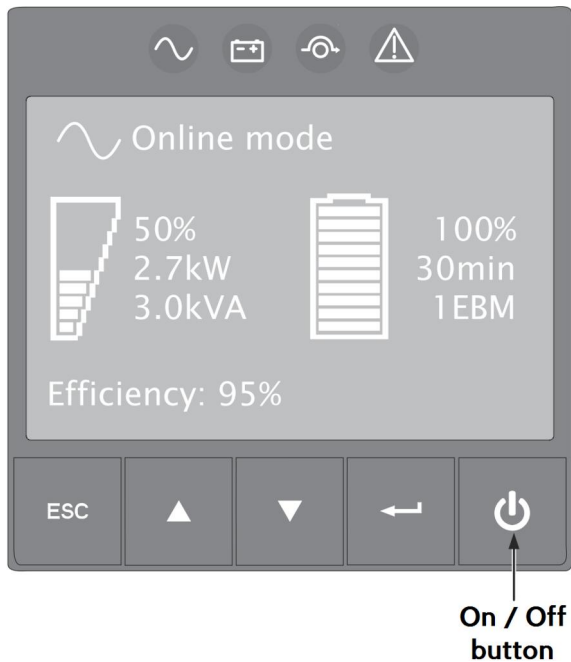 Online mode
50%
2.7kW
3.0kVA
100%
30min
1EBM
Efficiency: 95%
ESC
On / Off
button